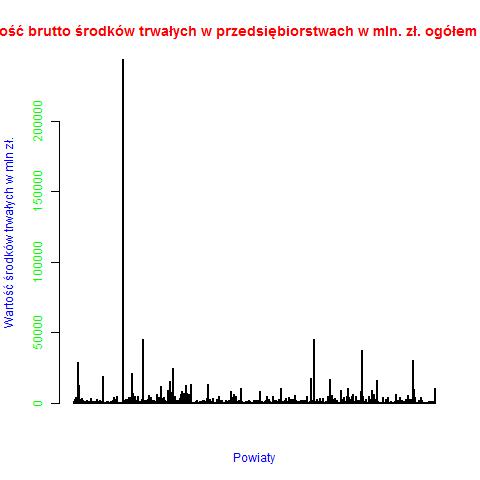 ość brutto środków trwałych w przedsiębiorstwach w mln. zł. ogółem
Wartość środków trwałych w mln zł.
200000
150000
100000
50000
0
Powiaty